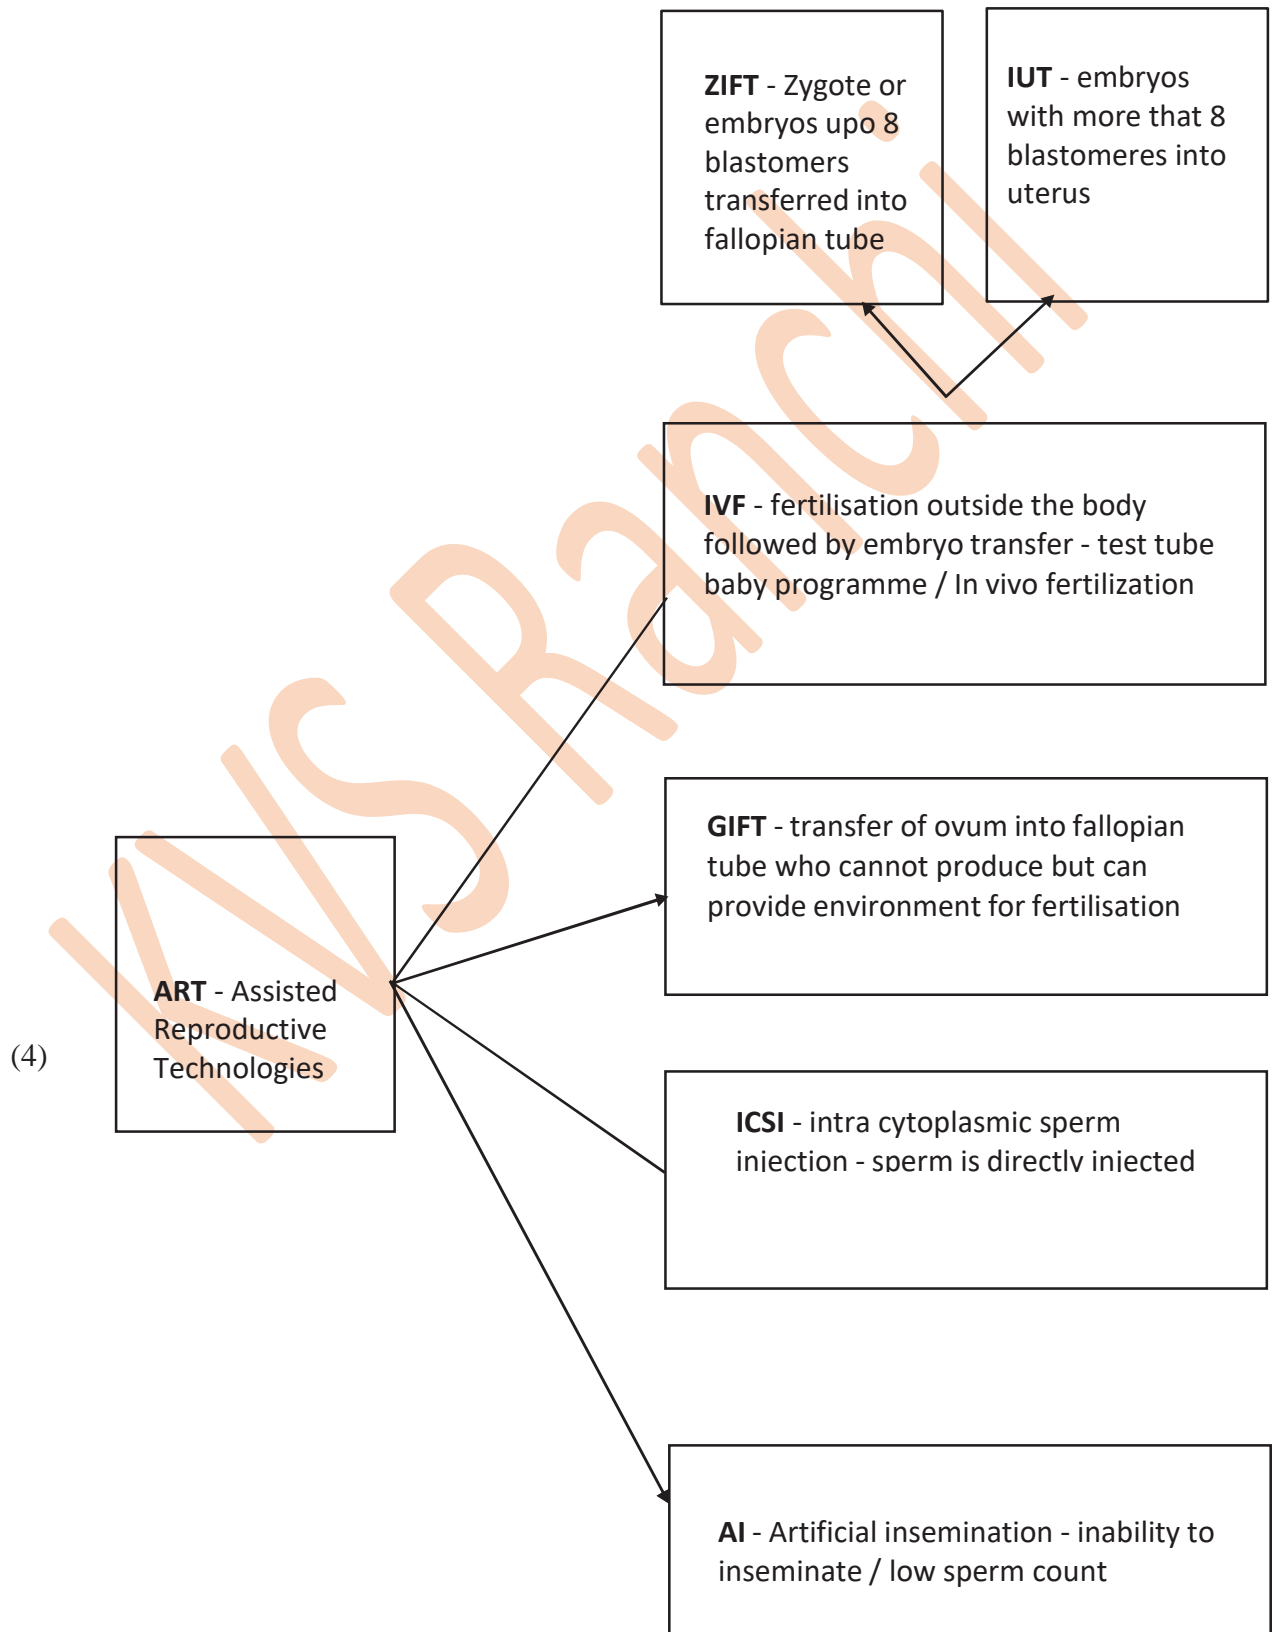 ZIFT - Zygote or
embryos upo 8
blastomers
transferred into
fallopian tube
IUT - embryos
with more that 8
blastomeres into
uterus
IVF - fertilisation outside the body
followed by embryo transfer - test tube
baby programme / In vivo fertilization
GIFT - transfer of ovum into fallopian
tube who cannot produce but can
provide environment for fertilisation
ART - Assisted
Reproductive
Technologies
(4)
ICSI - intra cytoplasmic sperm
injection - sperm is directly injected
AI - Artificial insemination - inability to
inseminate / low sperm count
KVS Ranchi